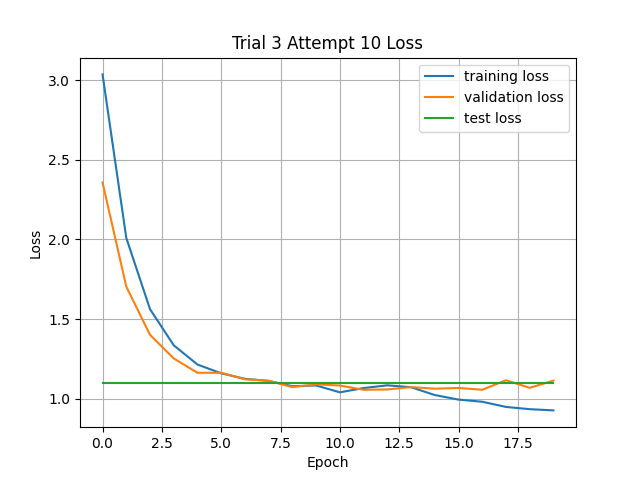 Trial 3 Attempt 10 Loss
training loss
validation loss
test loss
3.0
2.5
2.0
1.5
1.0
Loss
0.0 2.5 5.0 7.5 10.0 12.5 15.0 17.5
Epoch